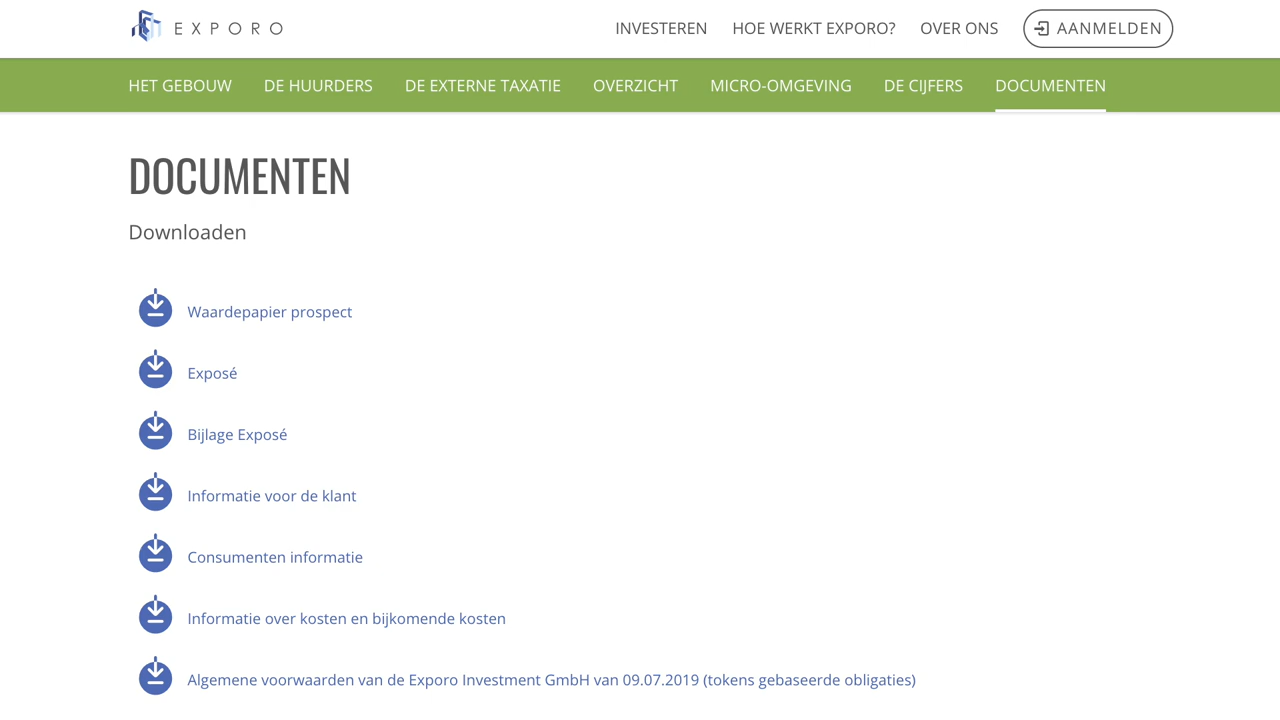 EXPORO
INVESTEREN
HOE WERKT EXPORO?
OVER ONS
AANMELDEN
HET GEBOUW
DE HUURDERS
DE EXTERNE TAXATIE
OVERZICHT
MICRO-OMGEVING
DE CIJFERS
DOCUMENTEN
DOCUMENTEN
Downloaden
Waardepapier prospect
Exposé
Bijlage Exposé
Informatie voor de klant
Consumenten informatie
Informatie over kosten en bijkomende kosten
Algemene voorwaarden van de Exporo Investment GmbH van 09.07.2019 (tokens gebaseerde obligaties)